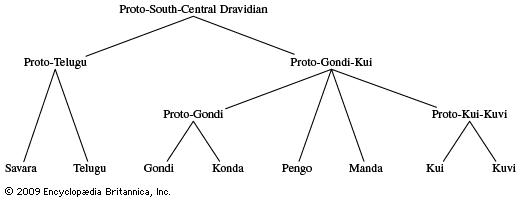 Proto-South-Central Dravidian
Proto-Telugu Proto-Gondi-Kui
Proto-Gondi Proto-Kui-Kuvi
Savara Telugu Gondi Konda Pengo Manda Kui Kuvi
© 2009 Encyclopædia Britannica, Inc.